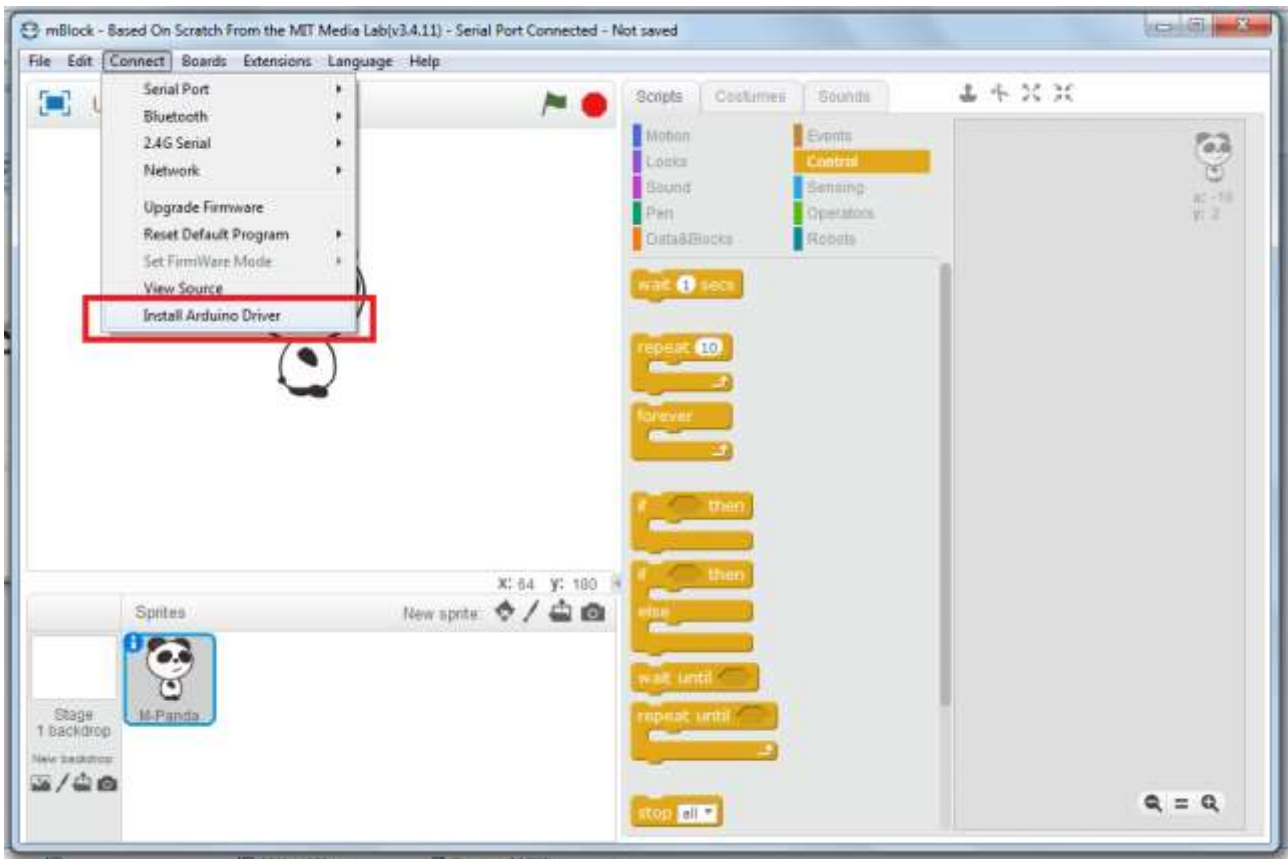 mBlock - Based On Scratch From the MIT Media Lab(v3.4.11) - Serial Port Connected - Not saved
File Edit Connect Boards Extensions Language Help
Serial Port
Bluetooth
2.4G Serial
Network
Upgrade Firmware
Reset Default Program
Set FirmWare Mode
View Source
Install Arduino Driver
Scripts Costumes Sounds
Motion Events
Looks Control
Sound Sensing
Pen Operators
Data&Blocks Robots
wait 1 secs
repeat 10
forever
if then
if then
else
wait until
repeat until
stop all
y: 2
X: 64 y: 180
Sprites New sprite:
M-Panda
Stage
1 backdrop
New backdrop: